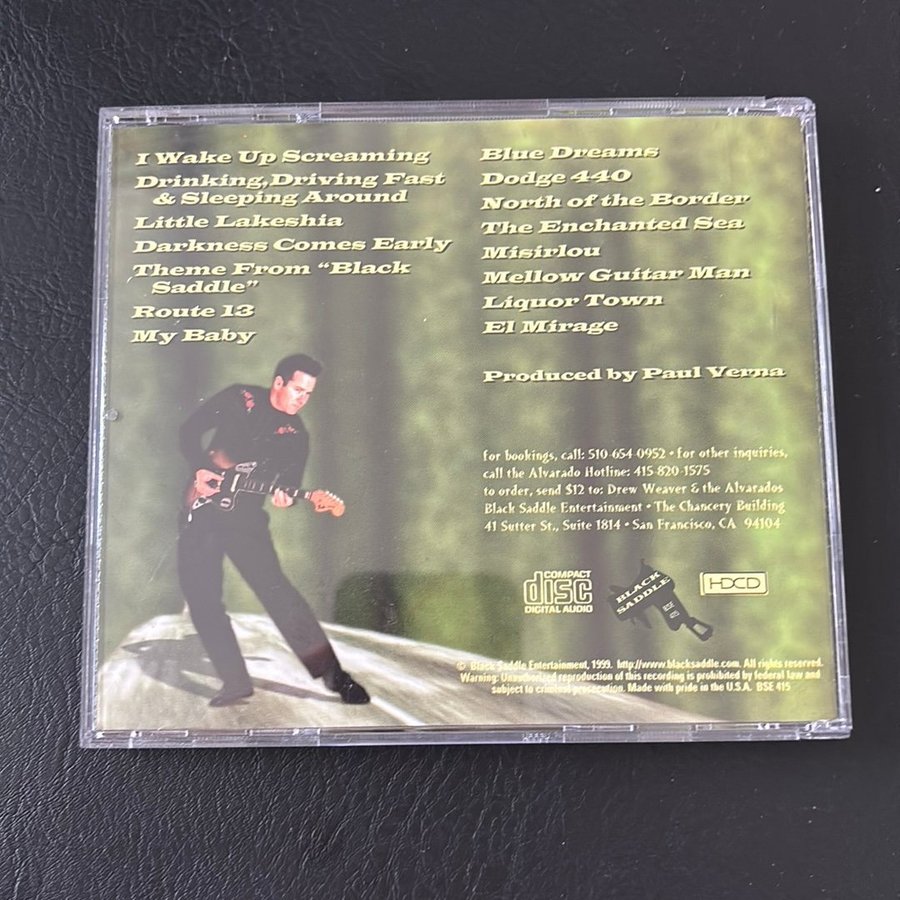 I Wake Up Screaming
Drinking, Driving Fast
& Sleeping Around
Little Lakeshia
Darkness Comes Early
Theme From “Black
Saddle”
Route 13
My Baby
Blue Dreams
Dodge 440
North of the Border
The Enchanted Sea
Misirlou
Mellow Guitar Man
Liquor Town
El Mirage
Produced by Paul Verna
for bookings, call: 510-654-0952 • for other inquiries,
call the Alvarado Hotline: 415-820-1575
to order, send $12 to: Drew Weaver & the Alvarados
Black Saddle Entertainment • The Chancery Building
41 Sutter St., Suite 1814 • San Francisco, CA 94104
COMPACT
disc
DIGITAL AUDIO
BLACK
SADDLE
BSE
415
HDCD
© Black Saddle Entertainment, 1999. http://www.blacksaddle.com. All rights reserved.
Warning: Unauthorized reproduction of this recording is prohibited by federal law and
subject to criminal prosecution. Made with pride in the U.S.A. BSE 415